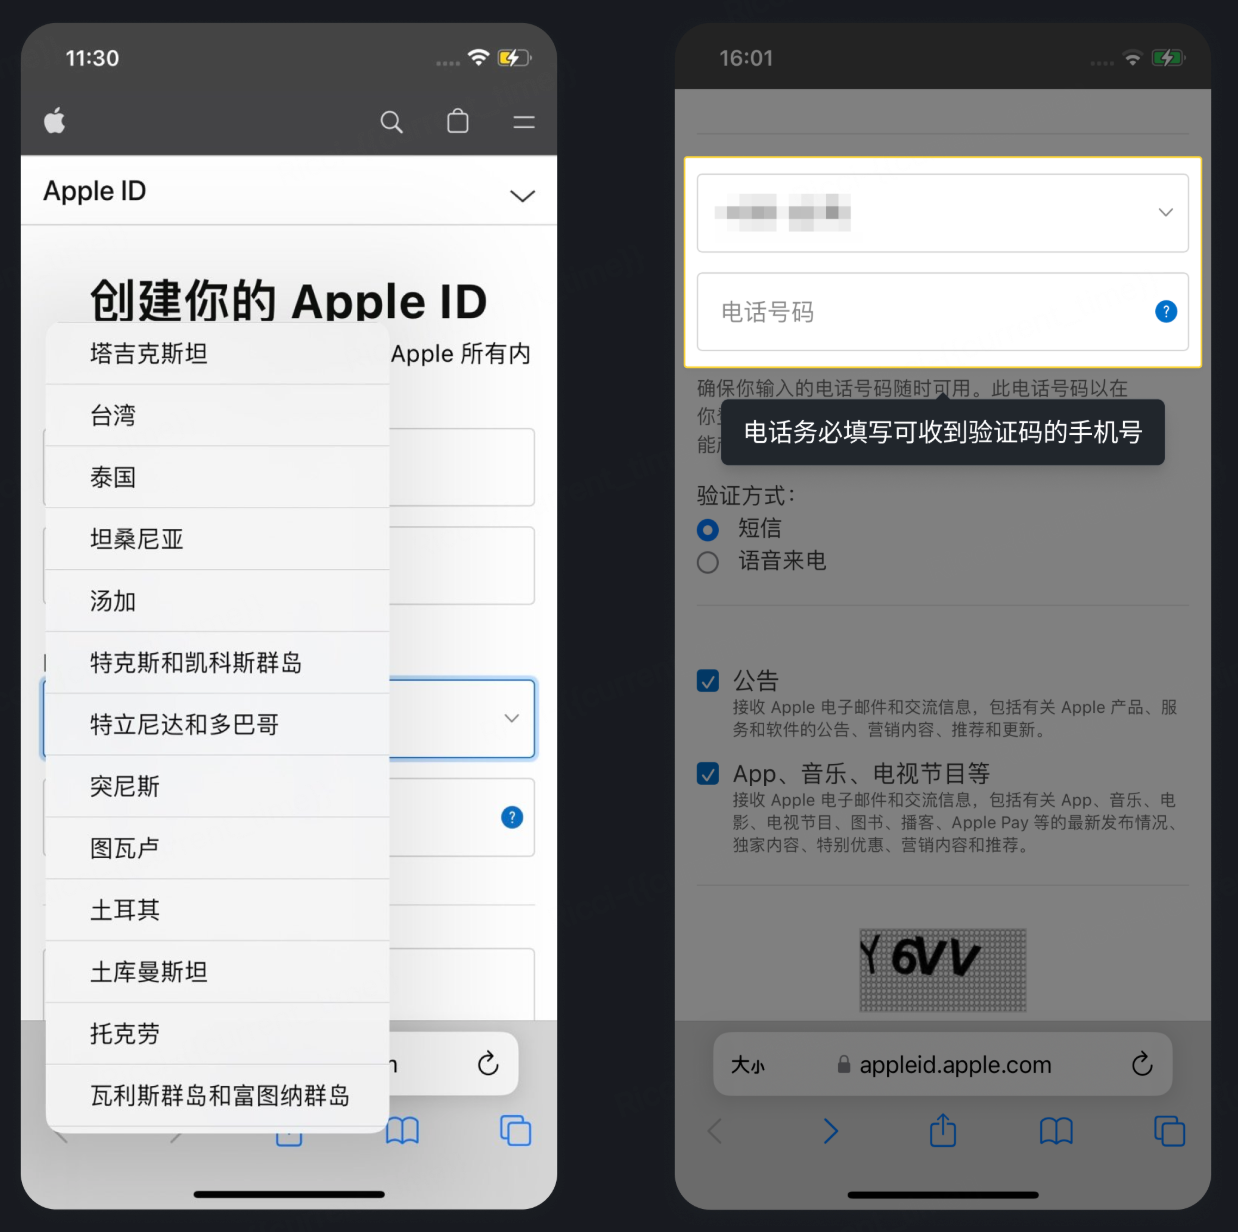 11:30
Apple ID
创建你的 Apple ID
Apple 所有内
塔吉克斯坦
台湾
泰国
坦桑尼亚
汤加
特克斯和凯科斯群岛
特立尼达和多巴哥
突尼斯
图瓦卢
土耳其
土库曼斯坦
托克劳
瓦利斯群岛和富图纳群岛
16:01
电话号码
?
确保你输入的电话号码随时可用。此电话号码以在
你
能
电话务必填写可收到验证码的手机号
验证方式：
短信
语音来电
公告
接收 Apple 电子邮件和交流信息，包括有关 Apple 产品、服
务和软件的公告、营销内容、推荐和更新。
App、音乐、电视节目等
接收 Apple 电子邮件和交流信息，包括有关 App、音乐、电
影、电视节目、图书、播客、Apple Pay 等的最新发布情况、
独家内容、特别优惠、营销内容和推荐。
Y6VV
大小
appleid.apple.com